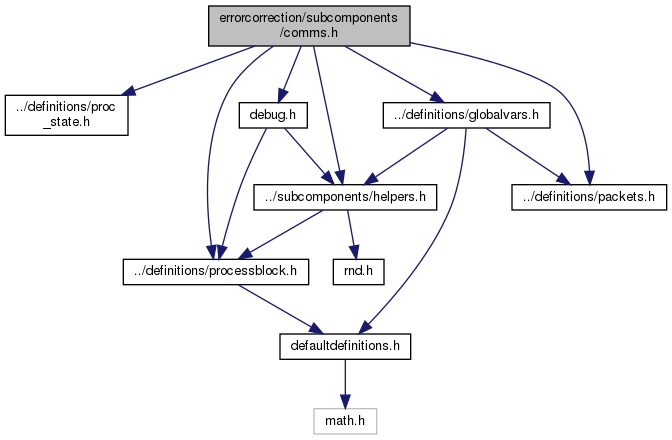 errorcorrection/subcomponents
/comms.h
../definitions/proc
_state.h
debug.h
../definitions/globalvars.h
../subcomponents/helpers.h
../definitions/packets.h
../definitions/processblock.h
rnd.h
defaultdefinitions.h
math.h